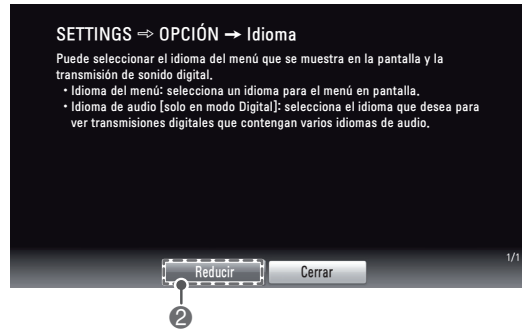 SETTINGS ⇨ OPCIÓN → Idioma
Puede seleccionar el idioma del menú que se muestra en la pantalla y la
transmisión de sonido digital.
• Idioma del menú: selecciona un idioma para el menú en pantalla.
• Idioma de audio [solo en modo Digital]: selecciona el idioma que desea para
ver transmisiones digitales que contengan varios idiomas de audio.
1/1
Reducir Cerrar
2